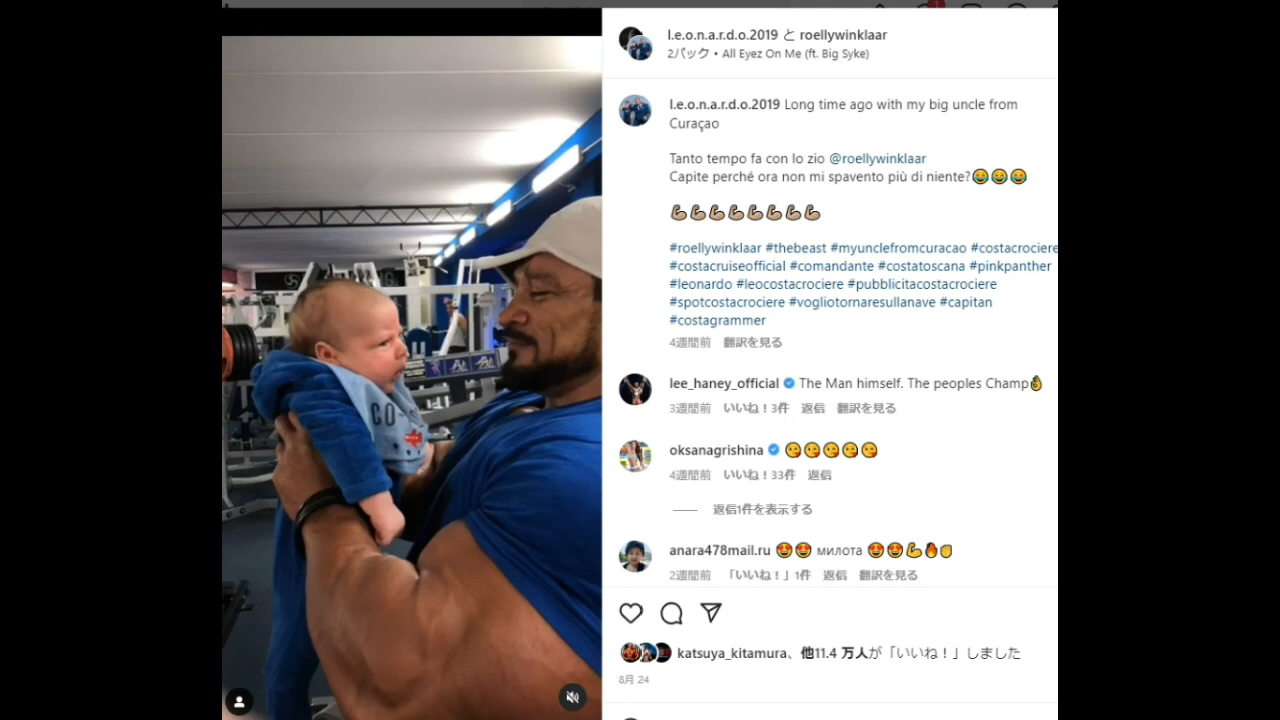 l.e.o.n.a.r.d.o.2019 と roellywinklaar
2パック • All Eyez On Me (ft. Big Syke)
l.e.o.n.a.r.d.o.2019 Long time ago with my big uncle from
Curaçao
Tanto tempo fa con lo zio @roellywinklaar
Capite perché ora non mi spavento più di niente?😂😂😂
💪🏽💪🏽💪🏽💪🏽💪🏽💪🏽💪🏽💪🏽
#roellywinklaar #thebeast #myunclefromcuracao #costacrociere
#costacruiseofficial #comandante #costatoscana #pinkpanther
#leonardo #leocostacrociere #pubblicitacostacrociere
#spotcostacrociere #vogliotornaresullanave #capitan
#costagrammer
4週間前 翻訳を見る
lee_haney_official The Man himself. The peoples Champ👌
3週間前 いいね！3件 返信 翻訳を見る
oksanagrishina 😘😘😘😘😘
4週間前 いいね！33件 返信
返信1件を表示する
anara478mail.ru 😍😍 милота 😍😍💪🔥👏
2週間前 「いいね！」1件 返信 翻訳を見る
katsuya_kitamura、他11.4 万人が「いいね！」しました
8月 24
CO